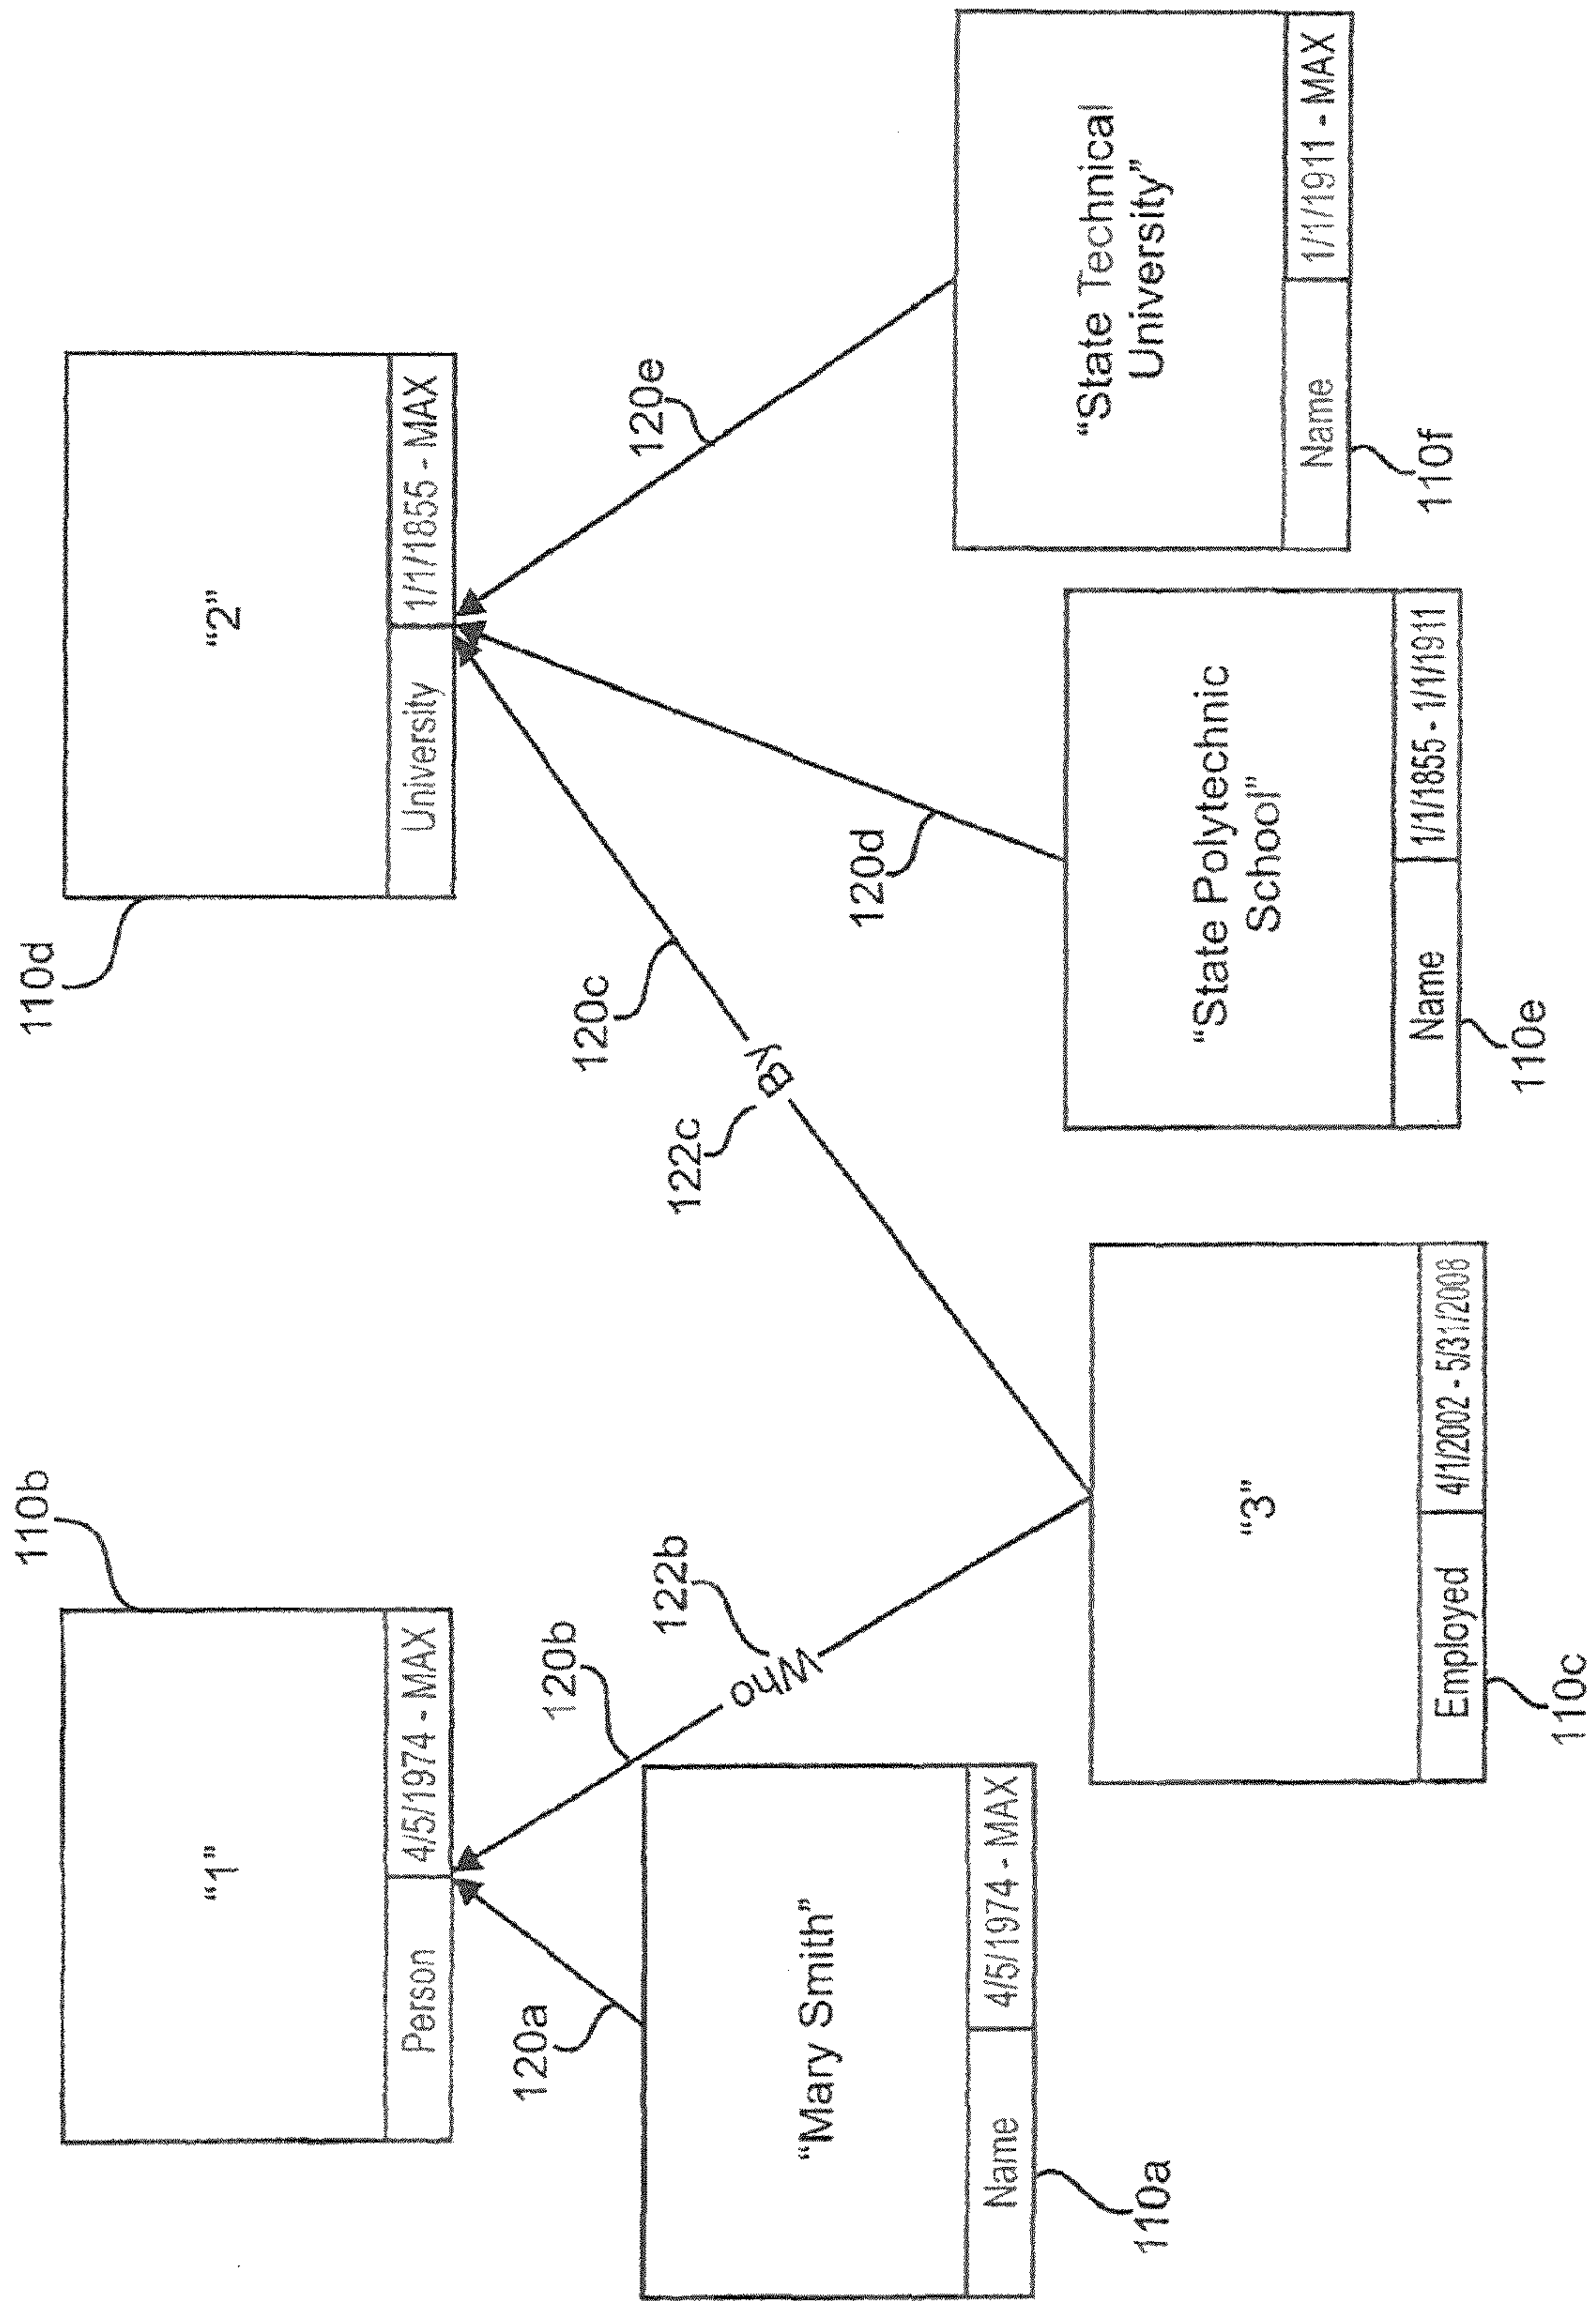 110b
"1"
Person
4/5/1974 - MAX
110d
"2"
University
1/1/1855 - MAX
120a
120b
Who
122b
120c
By
122c
120d
120e
"Mary Smith"
Name
4/5/1974 - MAX
110a
"3"
Employed
4/1/2002 - 5/31/2008
110c
"State Polytechnic
School"
Name
1/1/1855 - 1/1/1911
110e
"State Technical
University"
Name
1/1/1911 - MAX
110f